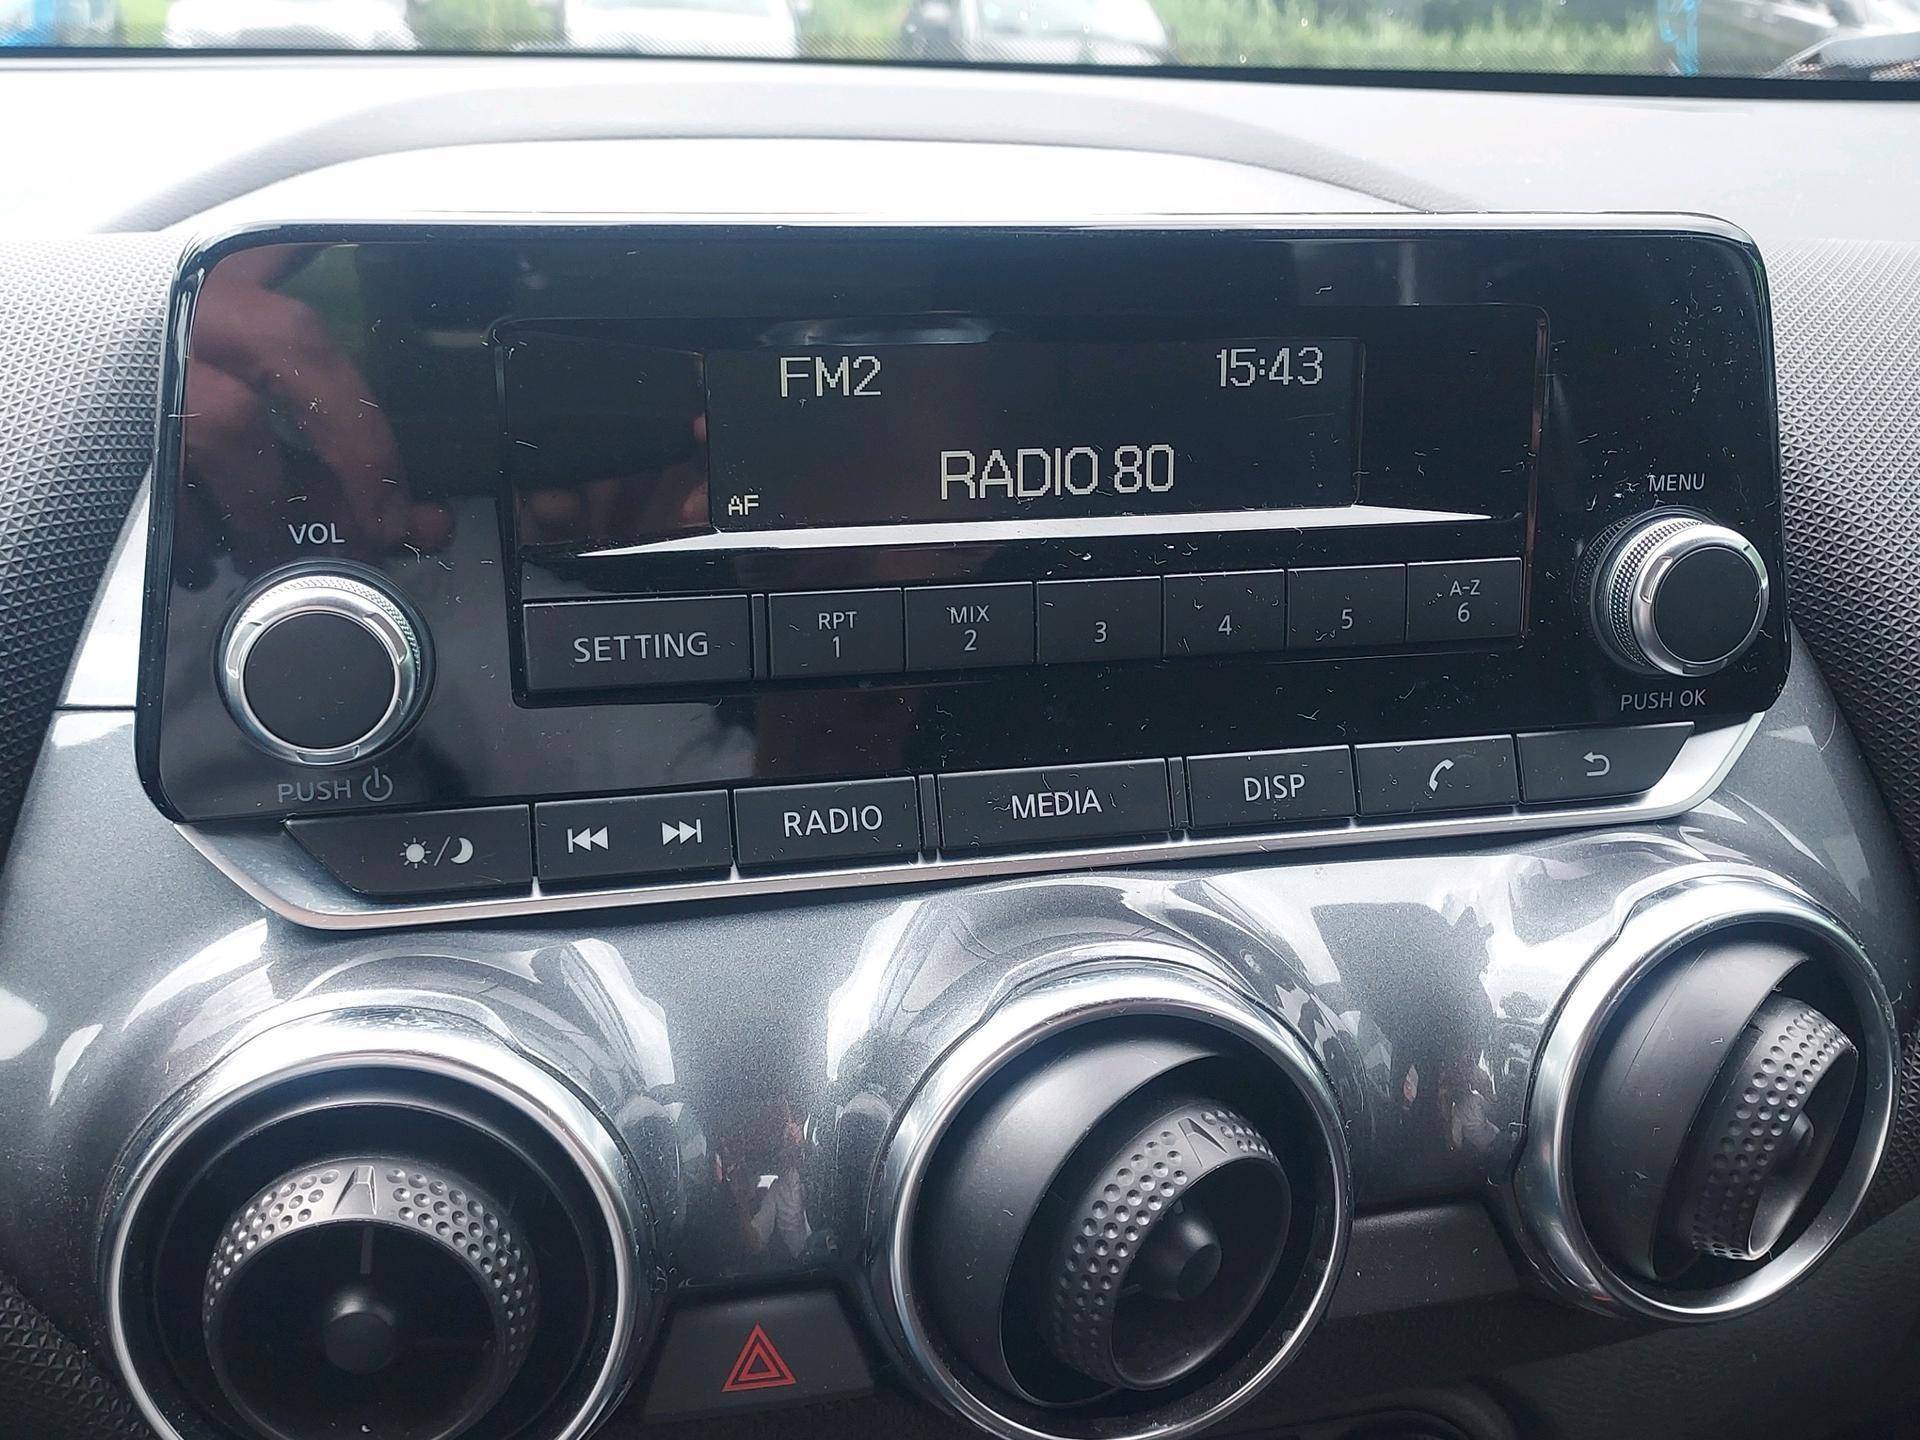 FM2 15:43
RADIO 80
AF
MENU
VOL
SETTING
RPT MIX A-Z
1 2 3 4 5 6
PUSH OK
PUSH
RADIO MEDIA DISP